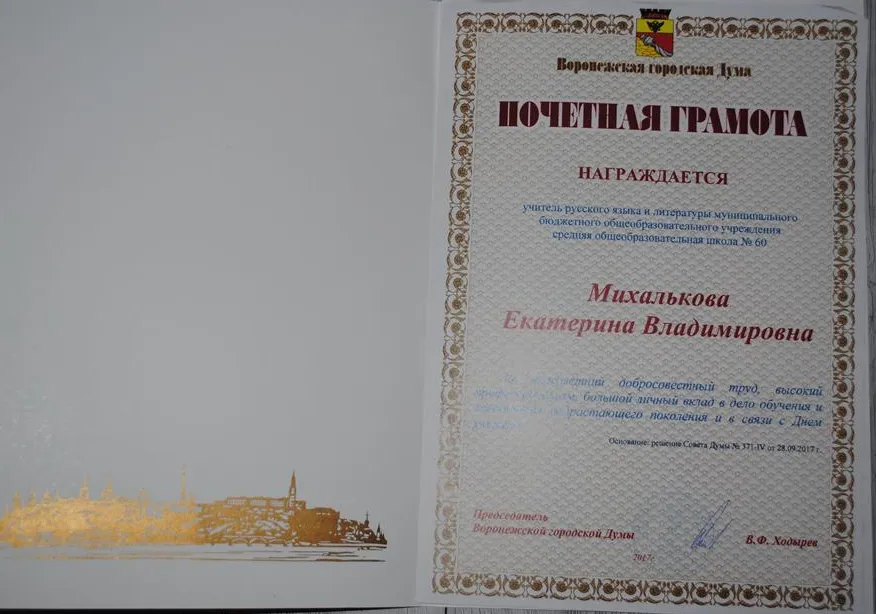 Воронежская городская Дума
ПОЧЕТНАЯ ГРАМОТА
НАГРАЖДАЕТСЯ
учитель русского языка и литературы муниципального
бюджетного общеобразовательного учреждения
средняя общеобразовательная школа № 60
Михалькова
Екатерина Владимировна
добросовестный труд, высокий
большой личный вклад в дело обучения и
подрастающего поколения и в связи с Днем
Основание: решение Совета Думы № 371-IV от 28.09.2017 г.
Председатель
Воронежской городской Думы
В.Ф. Ходырев
2017г.